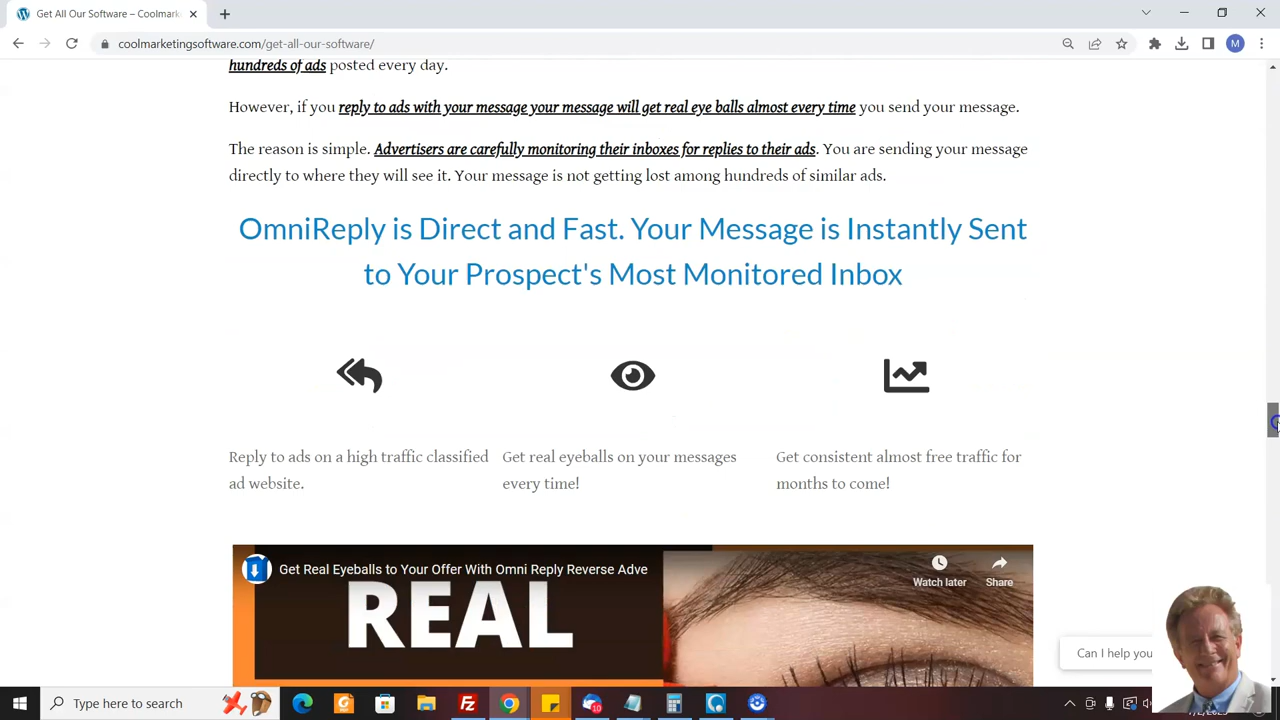 Get All Our Software – Coolmark
coolmarketingsoftware.com/get-all-our-software/
M
hundreds of ads posted every day.
However, if you reply to ads with your message your message will get real eye balls almost every time you send your message.
The reason is simple. Advertisers are carefully monitoring their inboxes for replies to their ads. You are sending your message
directly to where they will see it. Your message is not getting lost among hundreds of similar ads.
OmniReply is Direct and Fast. Your Message is Instantly Sent
to Your Prospect's Most Monitored Inbox
Reply to ads on a high traffic classified
ad website.
Get real eyeballs on your messages
every time!
Get consistent almost free traffic for
months to come!
Get Real Eyeballs to Your Offer With Omni Reply Reverse Adve
Watch later
Share
REAL
Can I help you
Type here to search
10